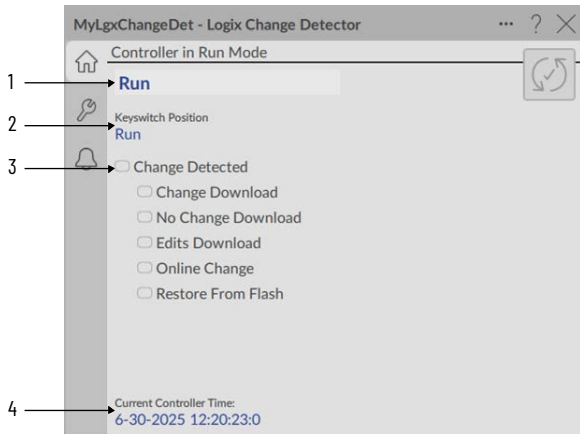 MyLgxChangeDet - Logix Change Detector ... ?
Controller in Run Mode
1 Run
2 Keyswitch Position
Run
3 Change Detected
Change Download
No Change Download
Edits Download
Online Change
Restore From Flash
4 Current Controller Time:
6-30-2025 12:20:23:0